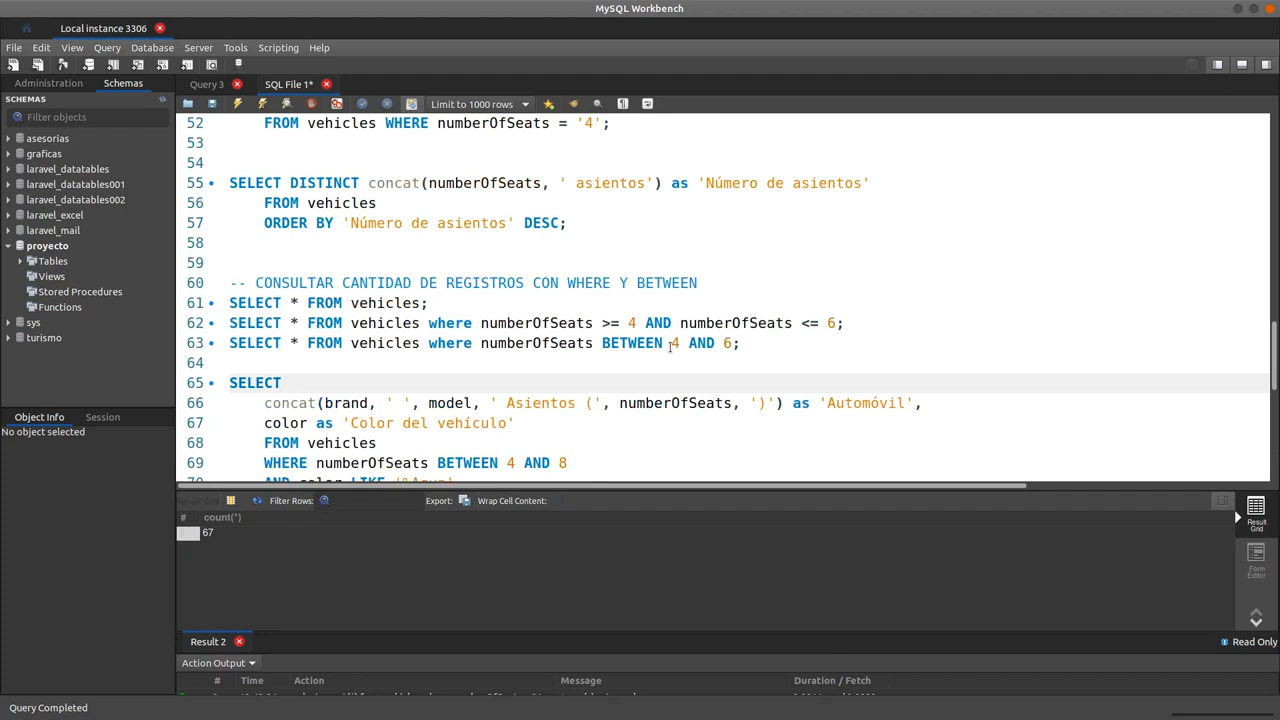 MySQL Workbench
Local instance 3306
File Edit View Query Database Server Tools Scripting Help
Administration Schemas
Query 3 SQL File 1*
SCHEMAS
Filter objects
Limit to 1000 rows
asesorias
graficas
laravel_datatables
laravel_datatables001
laravel_datatables002
laravel_excel
laravel_mail
proyecto
Tables
Views
Stored Procedures
Functions
sys
turismo
52 FROM vehicles WHERE numberOfSeats = '4';
53
54
55 SELECT DISTINCT concat(numberOfSeats, ' asientos') as 'Número de asientos'
56 FROM vehicles
57 ORDER BY 'Número de asientos' DESC;
58
59
60 -- CONSULTAR CANTIDAD DE REGISTROS CON WHERE Y BETWEEN
61 SELECT * FROM vehicles;
62 SELECT * FROM vehicles where numberOfSeats >= 4 AND numberOfSeats <= 6;
63 SELECT * FROM vehicles where numberOfSeats BETWEEN 4 AND 6;
64
65 SELECT
66 concat(brand, ' ', model, ' Asientos (', numberOfSeats, ')') as 'Automóvil',
67 color as 'Color del vehículo'
68 FROM vehicles
69 WHERE numberOfSeats BETWEEN 4 AND 8
Object Info Session
No object selected
Filter Rows: Export: Wrap Cell Content:
# count(*)
67
Result Grid
Form Editor
Result 2
Read Only
Action Output
# Time Action Message Duration / Fetch
Query Completed